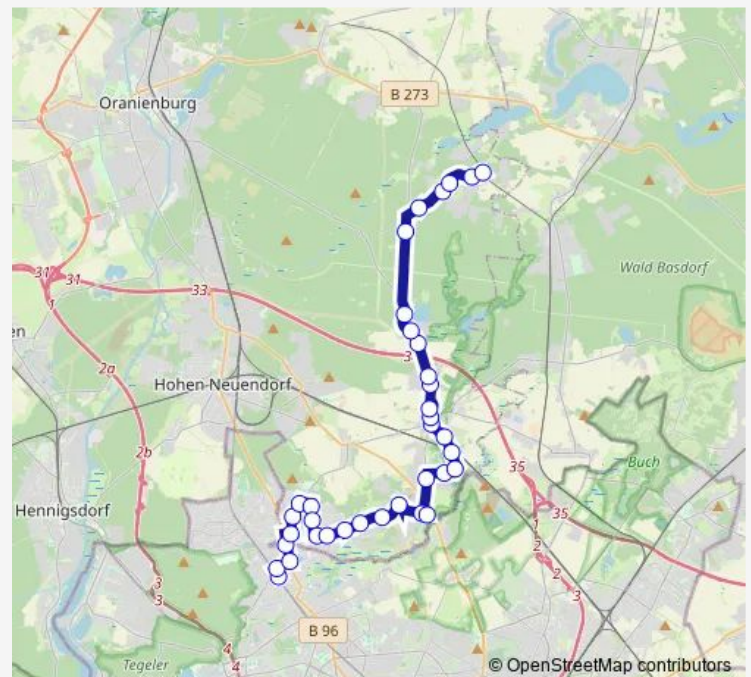 Oranienburg
B 273
Wald Basdorf
31
31
33
1
en
2a
3
Hohen Neuendorf
2b
35
Buch
Hennigsdorf
35
1
2
2
3
3
3
B 96
4
4
Tegeler
© OpenStreetMap contributors